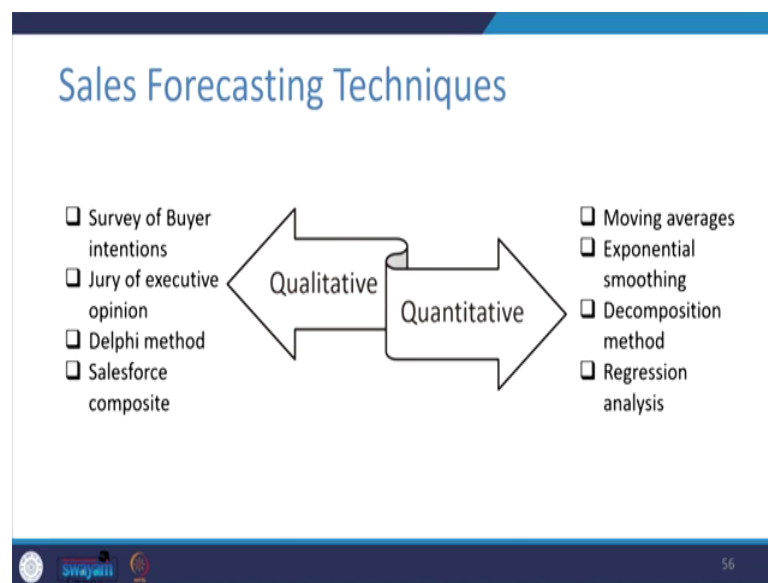 Sales Forecasting Techniques
Survey of Buyer
intentions
Jury of executive
opinion
Delphi method
Salesforce
composite
Qualitative
Quantitative
Moving averages
Exponential
smoothing
Decomposition
method
Regression
analysis
swayam
56